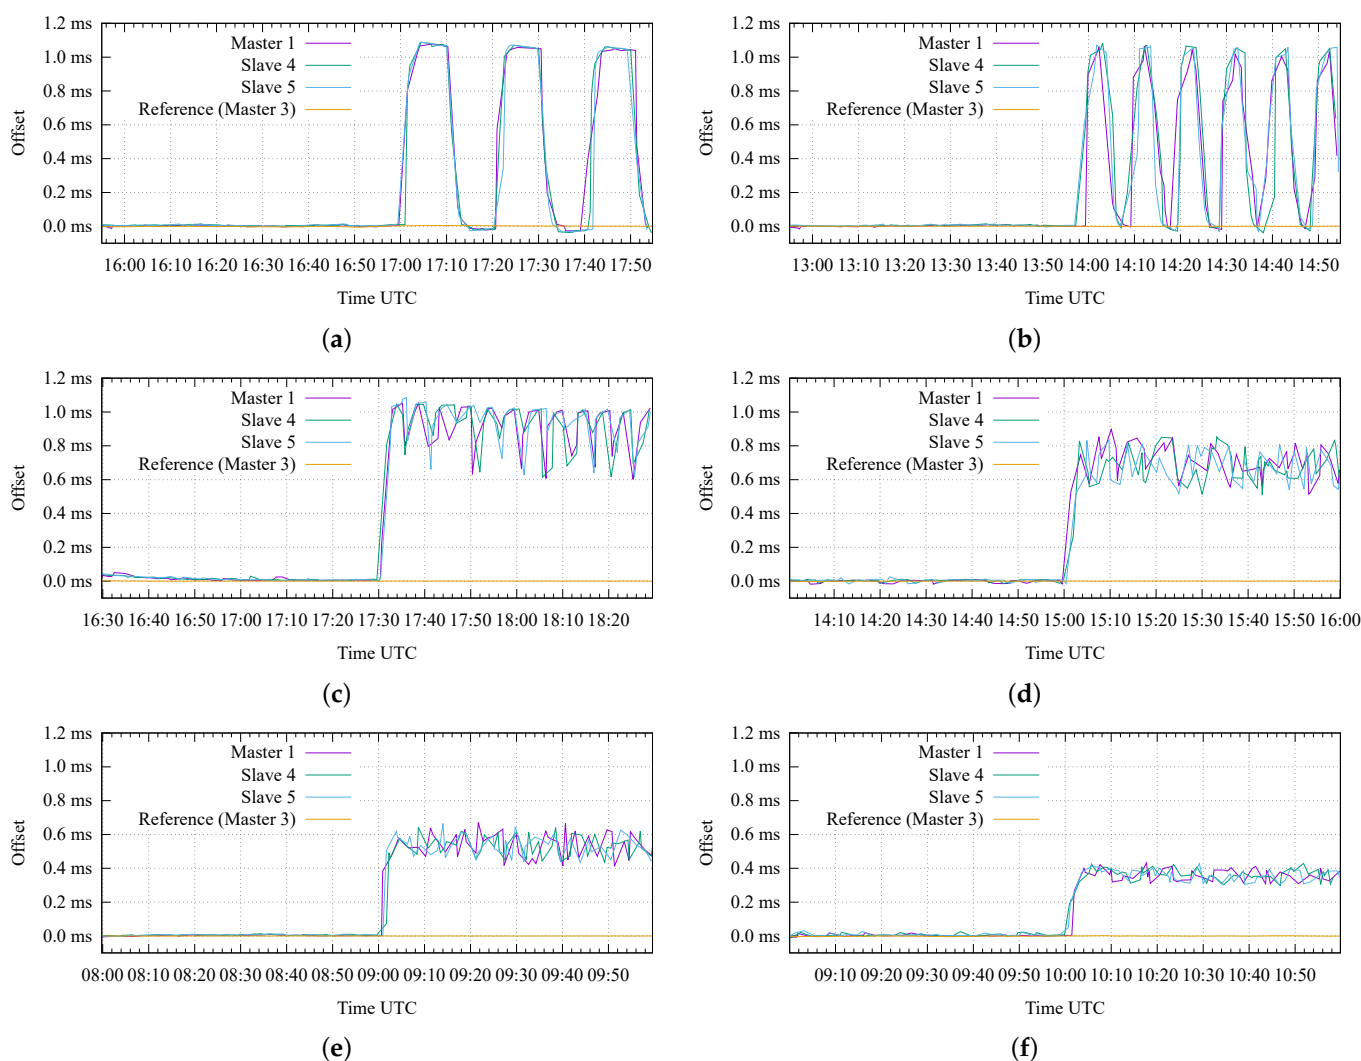 1.2 ms
1.0 ms
0.8 ms
0.6 ms
0.4 ms
0.2 ms
0.0 ms
Offset
Master 1
Slave 4
Slave 5
Reference (Master 3)
16:00 16:10 16:20 16:30 16:40 16:50 17:00 17:10 17:20 17:30 17:40 17:50
Time UTC
(a)
1.2 ms
1.0 ms
0.8 ms
0.6 ms
0.4 ms
0.2 ms
0.0 ms
Offset
Master 1
Slave 4
Slave 5
Reference (Master 3)
13:00 13:10 13:20 13:30 13:40 13:50 14:00 14:10 14:20 14:30 14:40 14:50
Time UTC
(b)
1.2 ms
1.0 ms
0.8 ms
0.6 ms
0.4 ms
0.2 ms
0.0 ms
Offset
Master 1
Slave 4
Slave 5
Reference (Master 3)
16:30 16:40 16:50 17:00 17:10 17:20 17:30 17:40 17:50 18:00 18:10 18:20
Time UTC
(c)
1.2 ms
1.0 ms
0.8 ms
0.6 ms
0.4 ms
0.2 ms
0.0 ms
Offset
Master 1
Slave 4
Slave 5
Reference (Master 3)
14:10 14:20 14:30 14:40 14:50 15:00 15:10 15:20 15:30 15:40 15:50 16:00
Time UTC
(d)
1.2 ms
1.0 ms
0.8 ms
0.6 ms
0.4 ms
0.2 ms
0.0 ms
Offset
Master 1
Slave 4
Slave 5
Reference (Master 3)
08:00 08:10 08:20 08:30 08:40 08:50 09:00 09:10 09:20 09:30 09:40 09:50
Time UTC
(e)
1.2 ms
1.0 ms
0.8 ms
0.6 ms
0.4 ms
0.2 ms
0.0 ms
Offset
Master 1
Slave 4
Slave 5
Reference (Master 3)
09:10 09:20 09:30 09:40 09:50 10:00 10:10 10:20 10:30 10:40 10:50
Time UTC
(f)